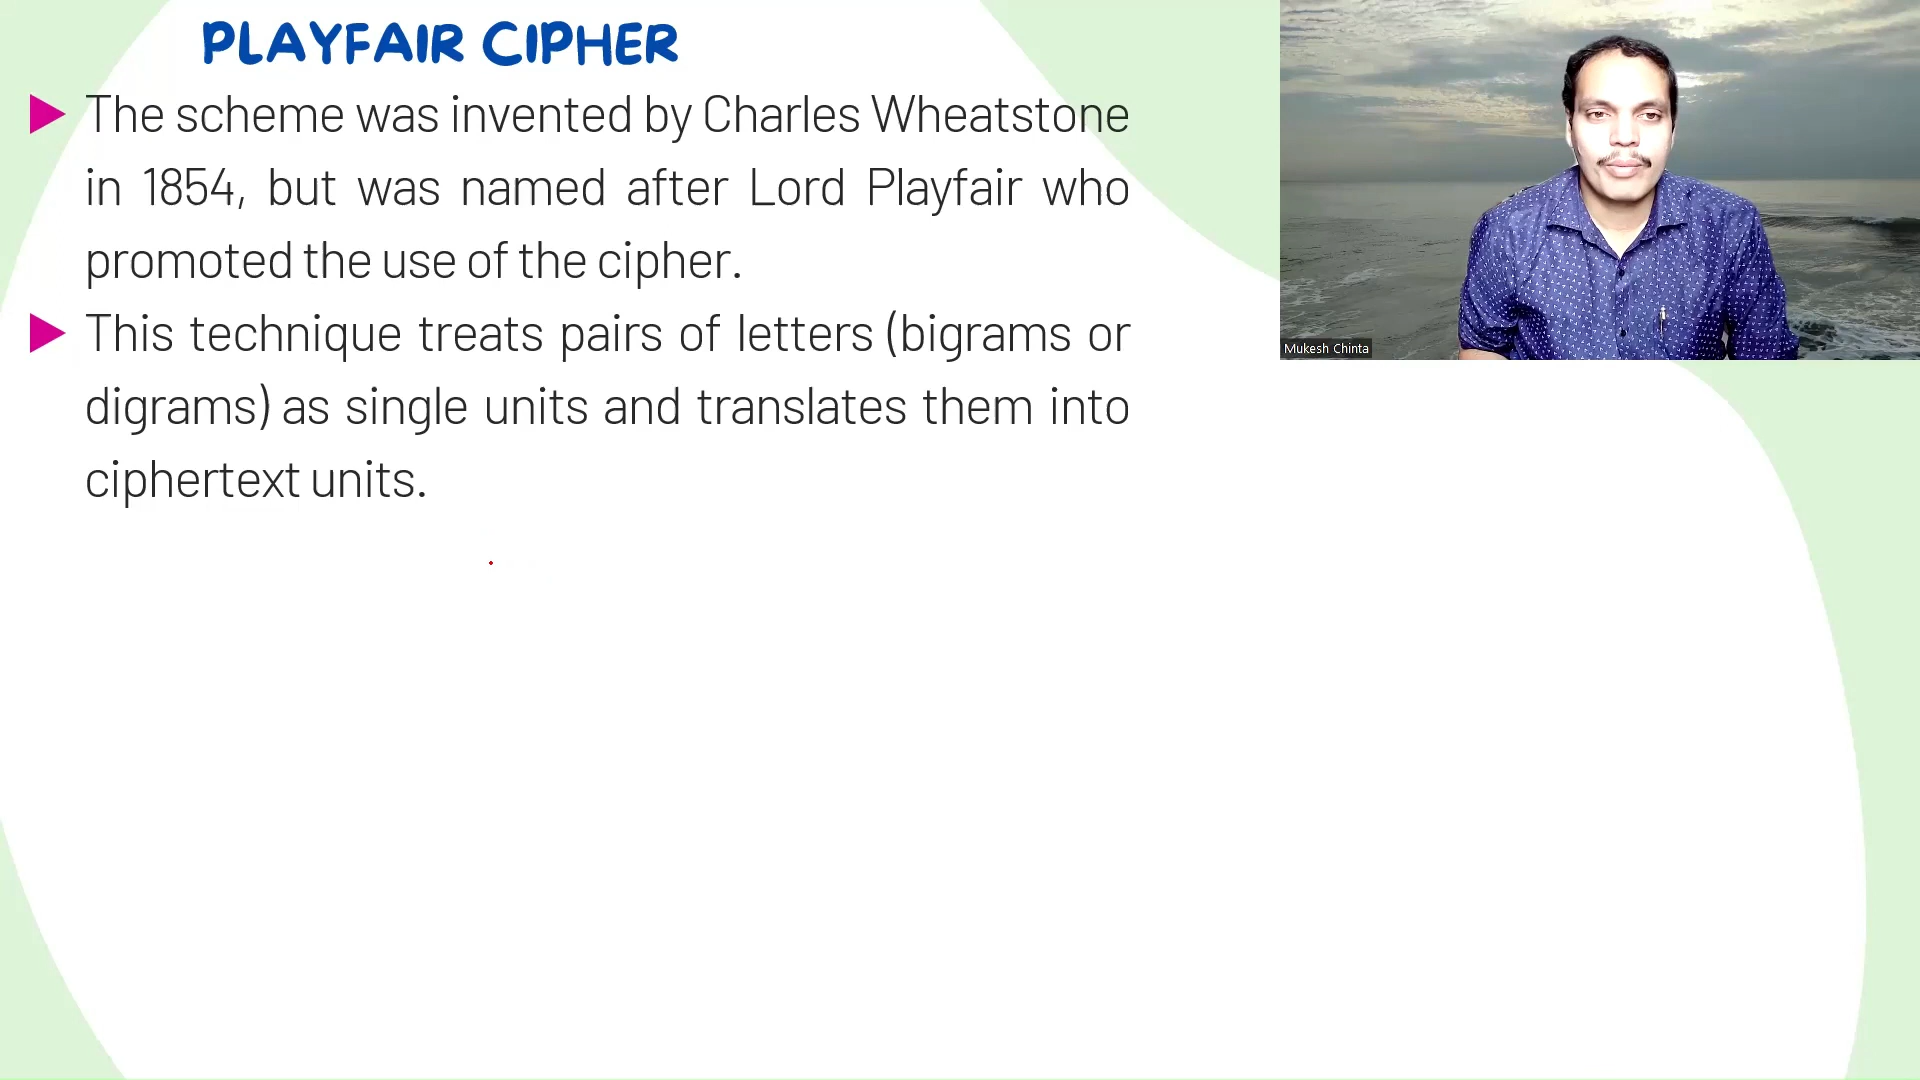 PLAYFAIR CIPHER
The scheme was invented by Charles Wheatstone
in 1854, but was named after Lord Playfair who
promoted the use of the cipher.
This technique treats pairs of letters (bigrams or
digrams) as single units and translates them into
ciphertext units.
Mukesh Chinta